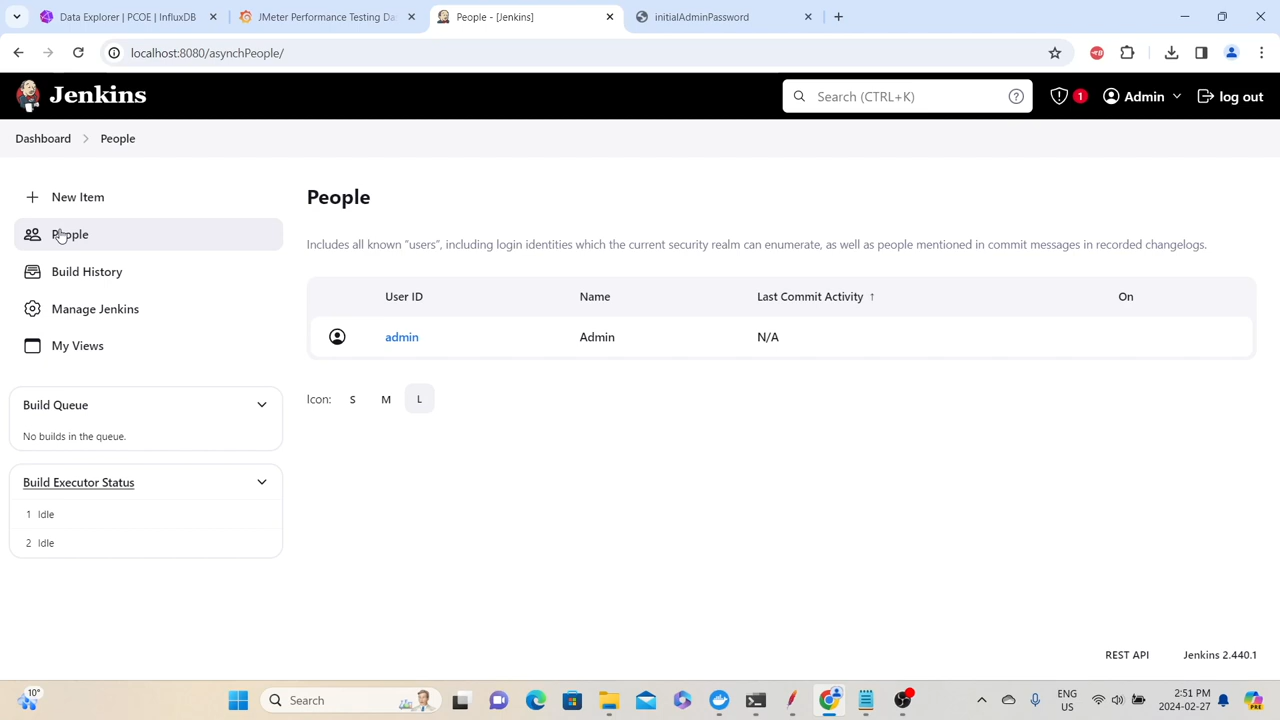 Data Explorer | PCOE | InfluxDB
JMeter Performance Testing Da
People - [Jenkins]
initialAdminPassword
localhost:8080/asynchPeople/
Jenkins
Search (CTRL+K)
1
Admin
log out
Dashboard
People
New Item
People
Build History
Manage Jenkins
My Views
Build Queue
No builds in the queue.
Build Executor Status
1 Idle
2 Idle
People
Includes all known “users”, including login identities which the current security realm can enumerate, as well as people mentioned in commit messages in recorded changelogs.
User ID Name Last Commit Activity ↑ On
admin Admin N/A
Icon: S M L
REST API Jenkins 2.440.1
10°
Search
ENG
US
2:51 PM
2024-02-27